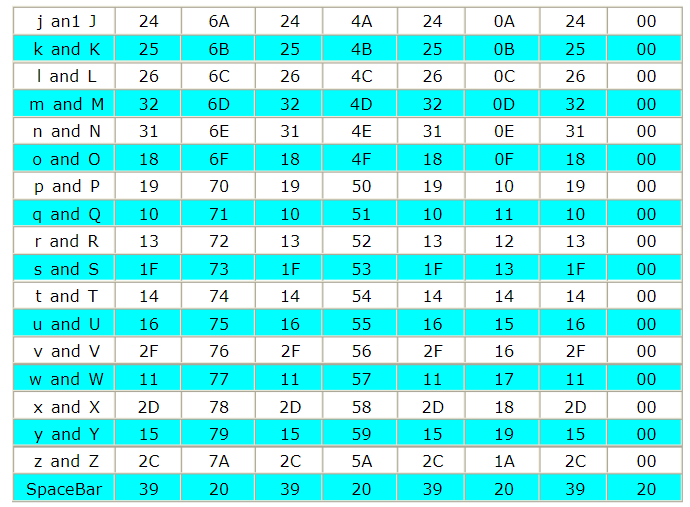 j an1 J 24 6A 24 4A 24 0A 24 00
k and K 25 6B 25 4B 25 0B 25 00
l and L 26 6C 26 4C 26 0C 26 00
m and M 32 6D 32 4D 32 0D 32 00
n and N 31 6E 31 4E 31 0E 31 00
o and O 18 6F 18 4F 18 0F 18 00
p and P 19 70 19 50 19 10 19 00
q and Q 10 71 10 51 10 11 10 00
r and R 13 72 13 52 13 12 13 00
s and S 1F 73 1F 53 1F 13 1F 00
t and T 14 74 14 54 14 14 14 00
u and U 16 75 16 55 16 15 16 00
v and V 2F 76 2F 56 2F 16 2F 00
w and W 11 77 11 57 11 17 11 00
x and X 2D 78 2D 58 2D 18 2D 00
y and Y 15 79 15 59 15 19 15 00
z and Z 2C 7A 2C 5A 2C 1A 2C 00
SpaceBar 39 20 39 20 39 20 39 20